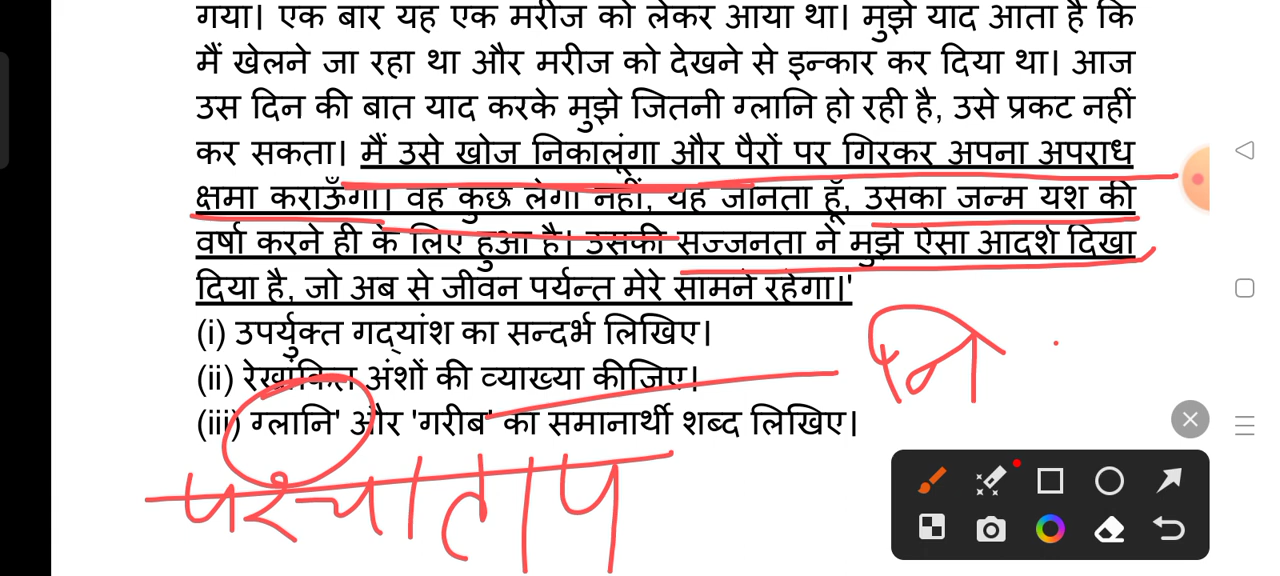 गया। एक बार यह एक मरीज को लेकर आया था। मुझे याद आता है कि
मैं खेलने जा रहा था और मरीज को देखने से इन्कार कर दिया था। आज
उस दिन की बात याद करके मुझे जितनी ग्लानि हो रही है, उसे प्रकट नहीं
कर सकता। मैं उसे खोज निकालूंगा और पैरों पर गिरकर अपना अपराध
क्षमा कराऊँगा। वह कुछ लेगा नहीं, यह जानता हूँ, उसका जन्म यश की
वर्षा करने ही के लिए हुआ है। उसकी सज्जनता ने मुझे ऐसा आदर्श दिखा
दिया है, जो अब से जीवन पर्यन्त मेरे सामने रहेगा।'
(i) उपर्युक्त गद्यांश का सन्दर्भ लिखिए।
(ii) रेखांकित अंशों की व्याख्या कीजिए।
(iii) ग्लानि' और 'गरीब' का समानार्थी शब्द लिखिए।
पश्चाताप